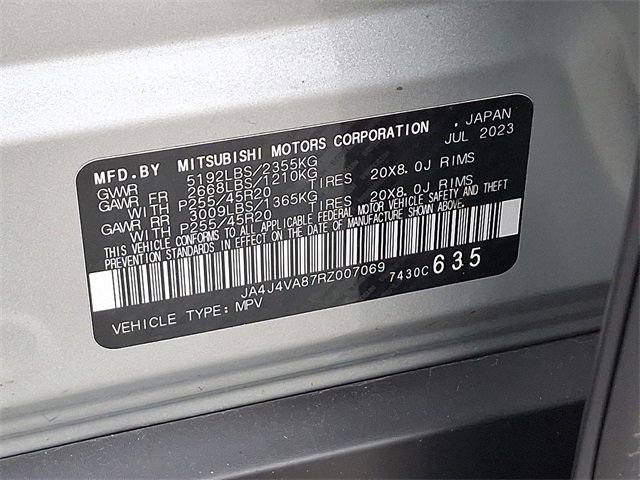 MFD.BY MITSUBISHI MOTORS CORPORATION , JAPAN
JUL 2023
GVWR 5192LBS/2355KG
GAWR FR 2668LBS/1210KG
WITH P255/45R20 TIRES 20X8.0J RIMS
GAWR RR 3009LBS/1365KG
WITH P255/45R20 TIRES 20X8.0J RIMS
THIS VEHICLE CONFORMS TO ALL APPLICABLE FEDERAL MOTOR VEHICLE SAFETY AND THEFT
PREVENTION STANDARDS IN EFFECT ON THE DATE OF MANUFACTURE SHOWN ABOVE.
JA4J4VA87RZ007069 7430C 635
VEHICLE TYPE: MPV